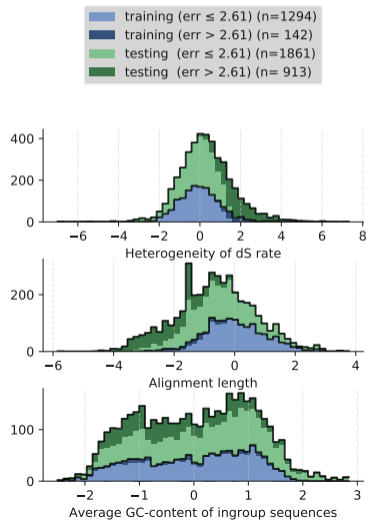 training (err ≤ 2.61) (n=1294)
training (err > 2.61) (n= 142)
testing (err ≤ 2.61) (n=1861)
testing (err > 2.61) (n= 913)
400
200
0
−6 −4 −2 0 2 4 6 8
Heterogeneity of dS rate
200
0
−6 −4 −2 0 2 4
Alignment length
100
0
−2 −1 0 1 2 3
Average GC-content of ingroup sequences